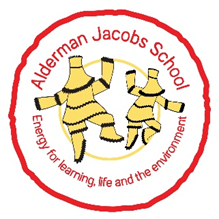 Alderman Jacobs School
Energy for learning, life and the environment